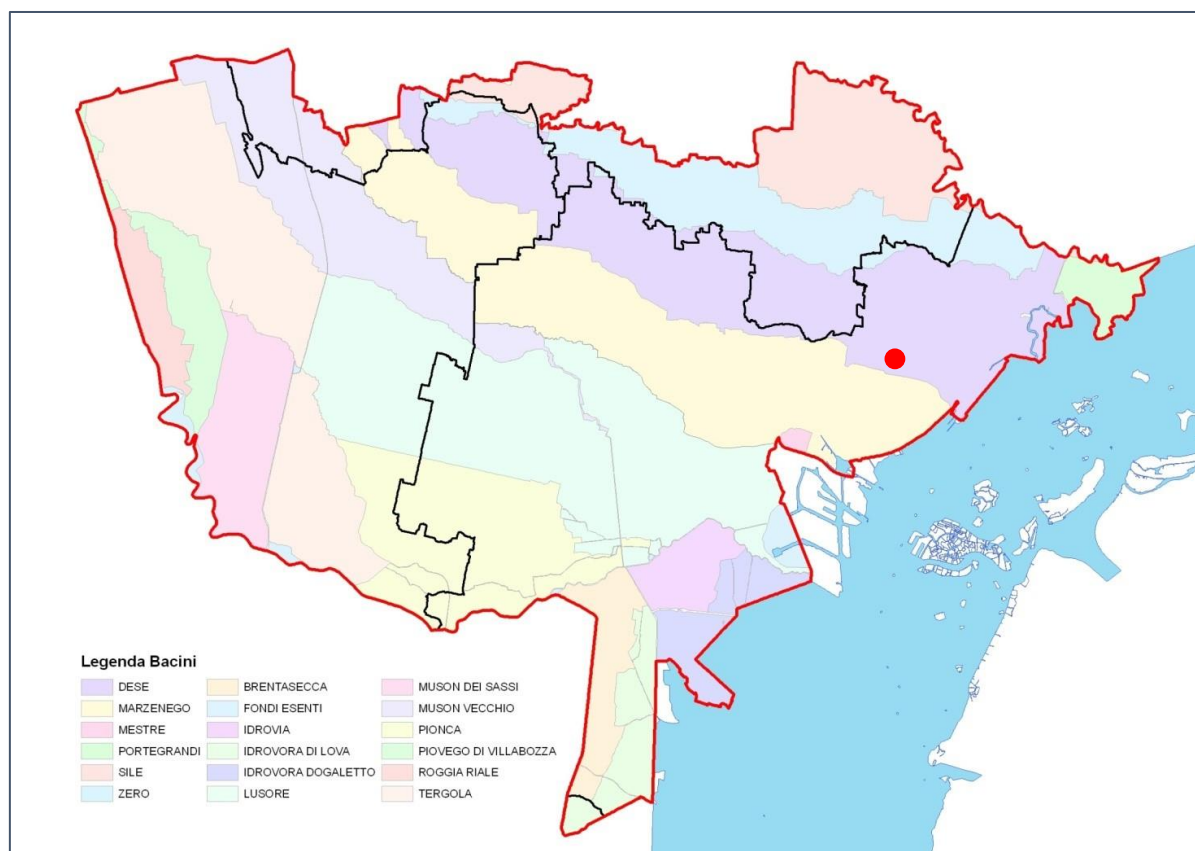 Legenda Bacini
DESE BRENTASECCA MUSON DEI SASSI
MARZENEGO FONDI ESENTI MUSON VECCHIO
MESTRE IDROVIA PIONCA
PORTEGRANDI IDROVORA DI LOVA PIOVEGO DI VILLABOZZA
SILE IDROVORA DOGALETTO ROGGIA RIALE
ZERO LUSORE TERGOLA